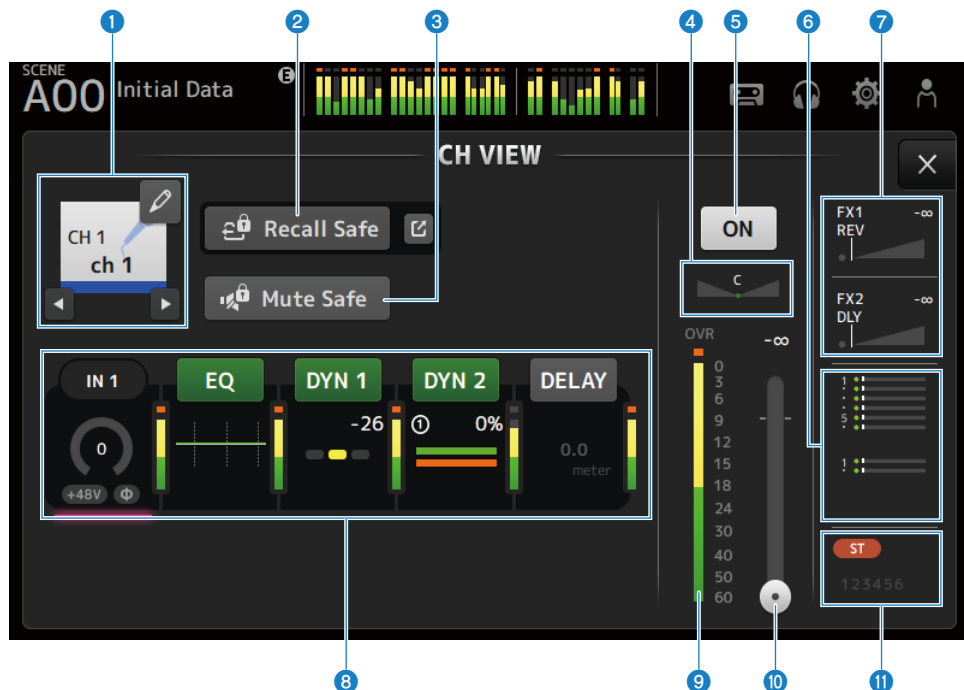 1 2 3 4 5 6 7
SCENE
A00 Initial Data E
CH VIEW
CH 1
ch 1
Recall Safe
Mute Safe
ON
C
FX1 -∞
REV
FX2 -∞
DLY
OVR -∞
0
3
6
9
12
15
18
24
30
40
50
60
IN 1 EQ DYN 1 DYN 2 DELAY
0
+48V Φ
-26
1 0%
0.0
meter
1
5
1
ST
123456
8 9 10 11